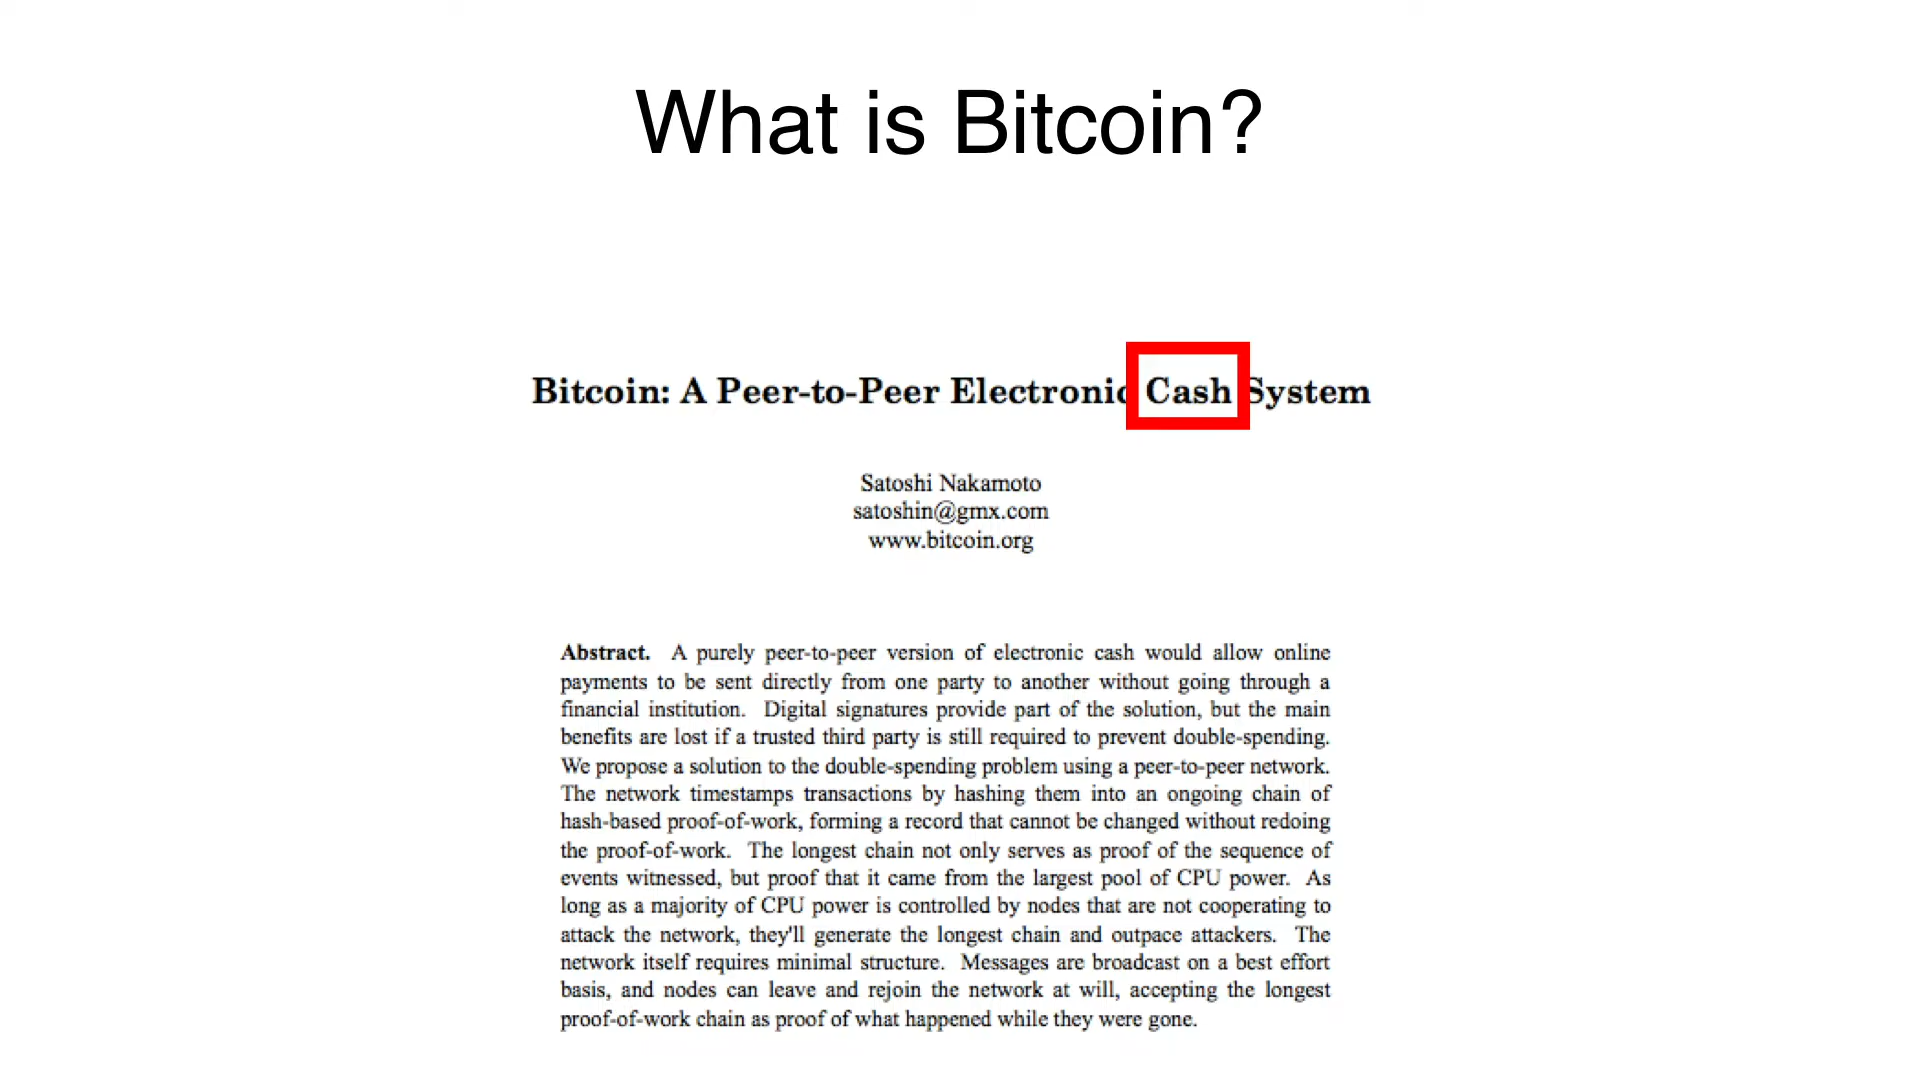 What is Bitcoin?
Bitcoin: A Peer-to-Peer Electronic Cash System
Satoshi Nakamoto
satoshin@gmx.com
www.bitcoin.org
Abstract. A purely peer-to-peer version of electronic cash would allow online
payments to be sent directly from one party to another without going through a
financial institution. Digital signatures provide part of the solution, but the main
benefits are lost if a trusted third party is still required to prevent double-spending.
We propose a solution to the double-spending problem using a peer-to-peer network.
The network timestamps transactions by hashing them into an ongoing chain of
hash-based proof-of-work, forming a record that cannot be changed without redoing
the proof-of-work. The longest chain not only serves as proof of the sequence of
events witnessed, but proof that it came from the largest pool of CPU power. As
long as a majority of CPU power is controlled by nodes that are not cooperating to
attack the network, they'll generate the longest chain and outpace attackers. The
network itself requires minimal structure. Messages are broadcast on a best effort
basis, and nodes can leave and rejoin the network at will, accepting the longest
proof-of-work chain as proof of what happened while they were gone.